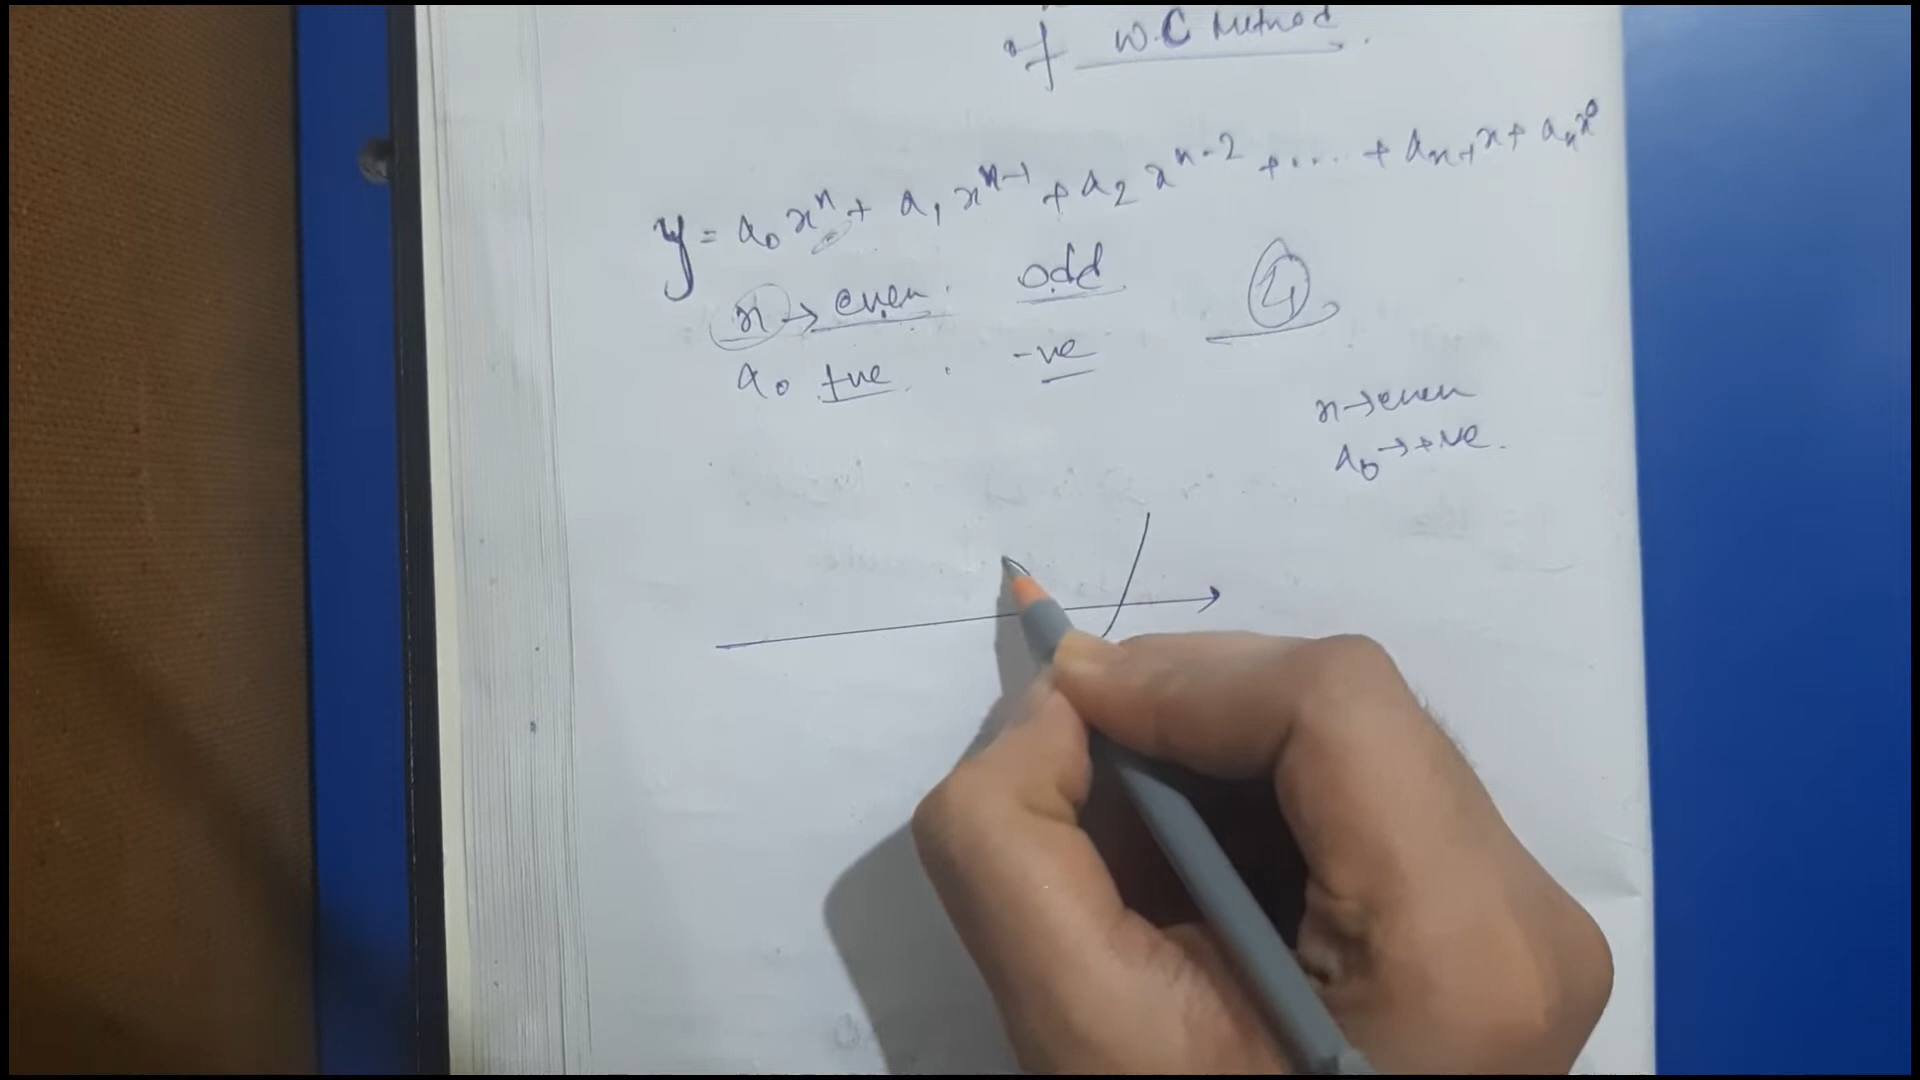 of W.C Method.
y = a₀xⁿ + a₁xⁿ⁻¹ + a₂xⁿ⁻² + .... + aₙ₋₁x + aₙx⁰
n → even. odd
4
a₀ +ve. -ve
n → even
a₀ → +ve.